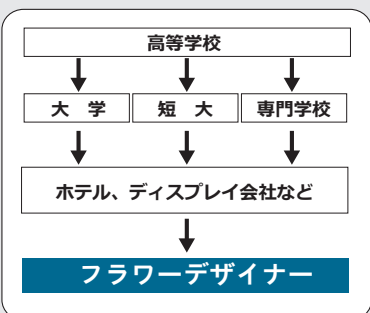 高等学校
大　学
短　大
専門学校
ホテル、ディスプレイ会社など
フラワーデザイナー